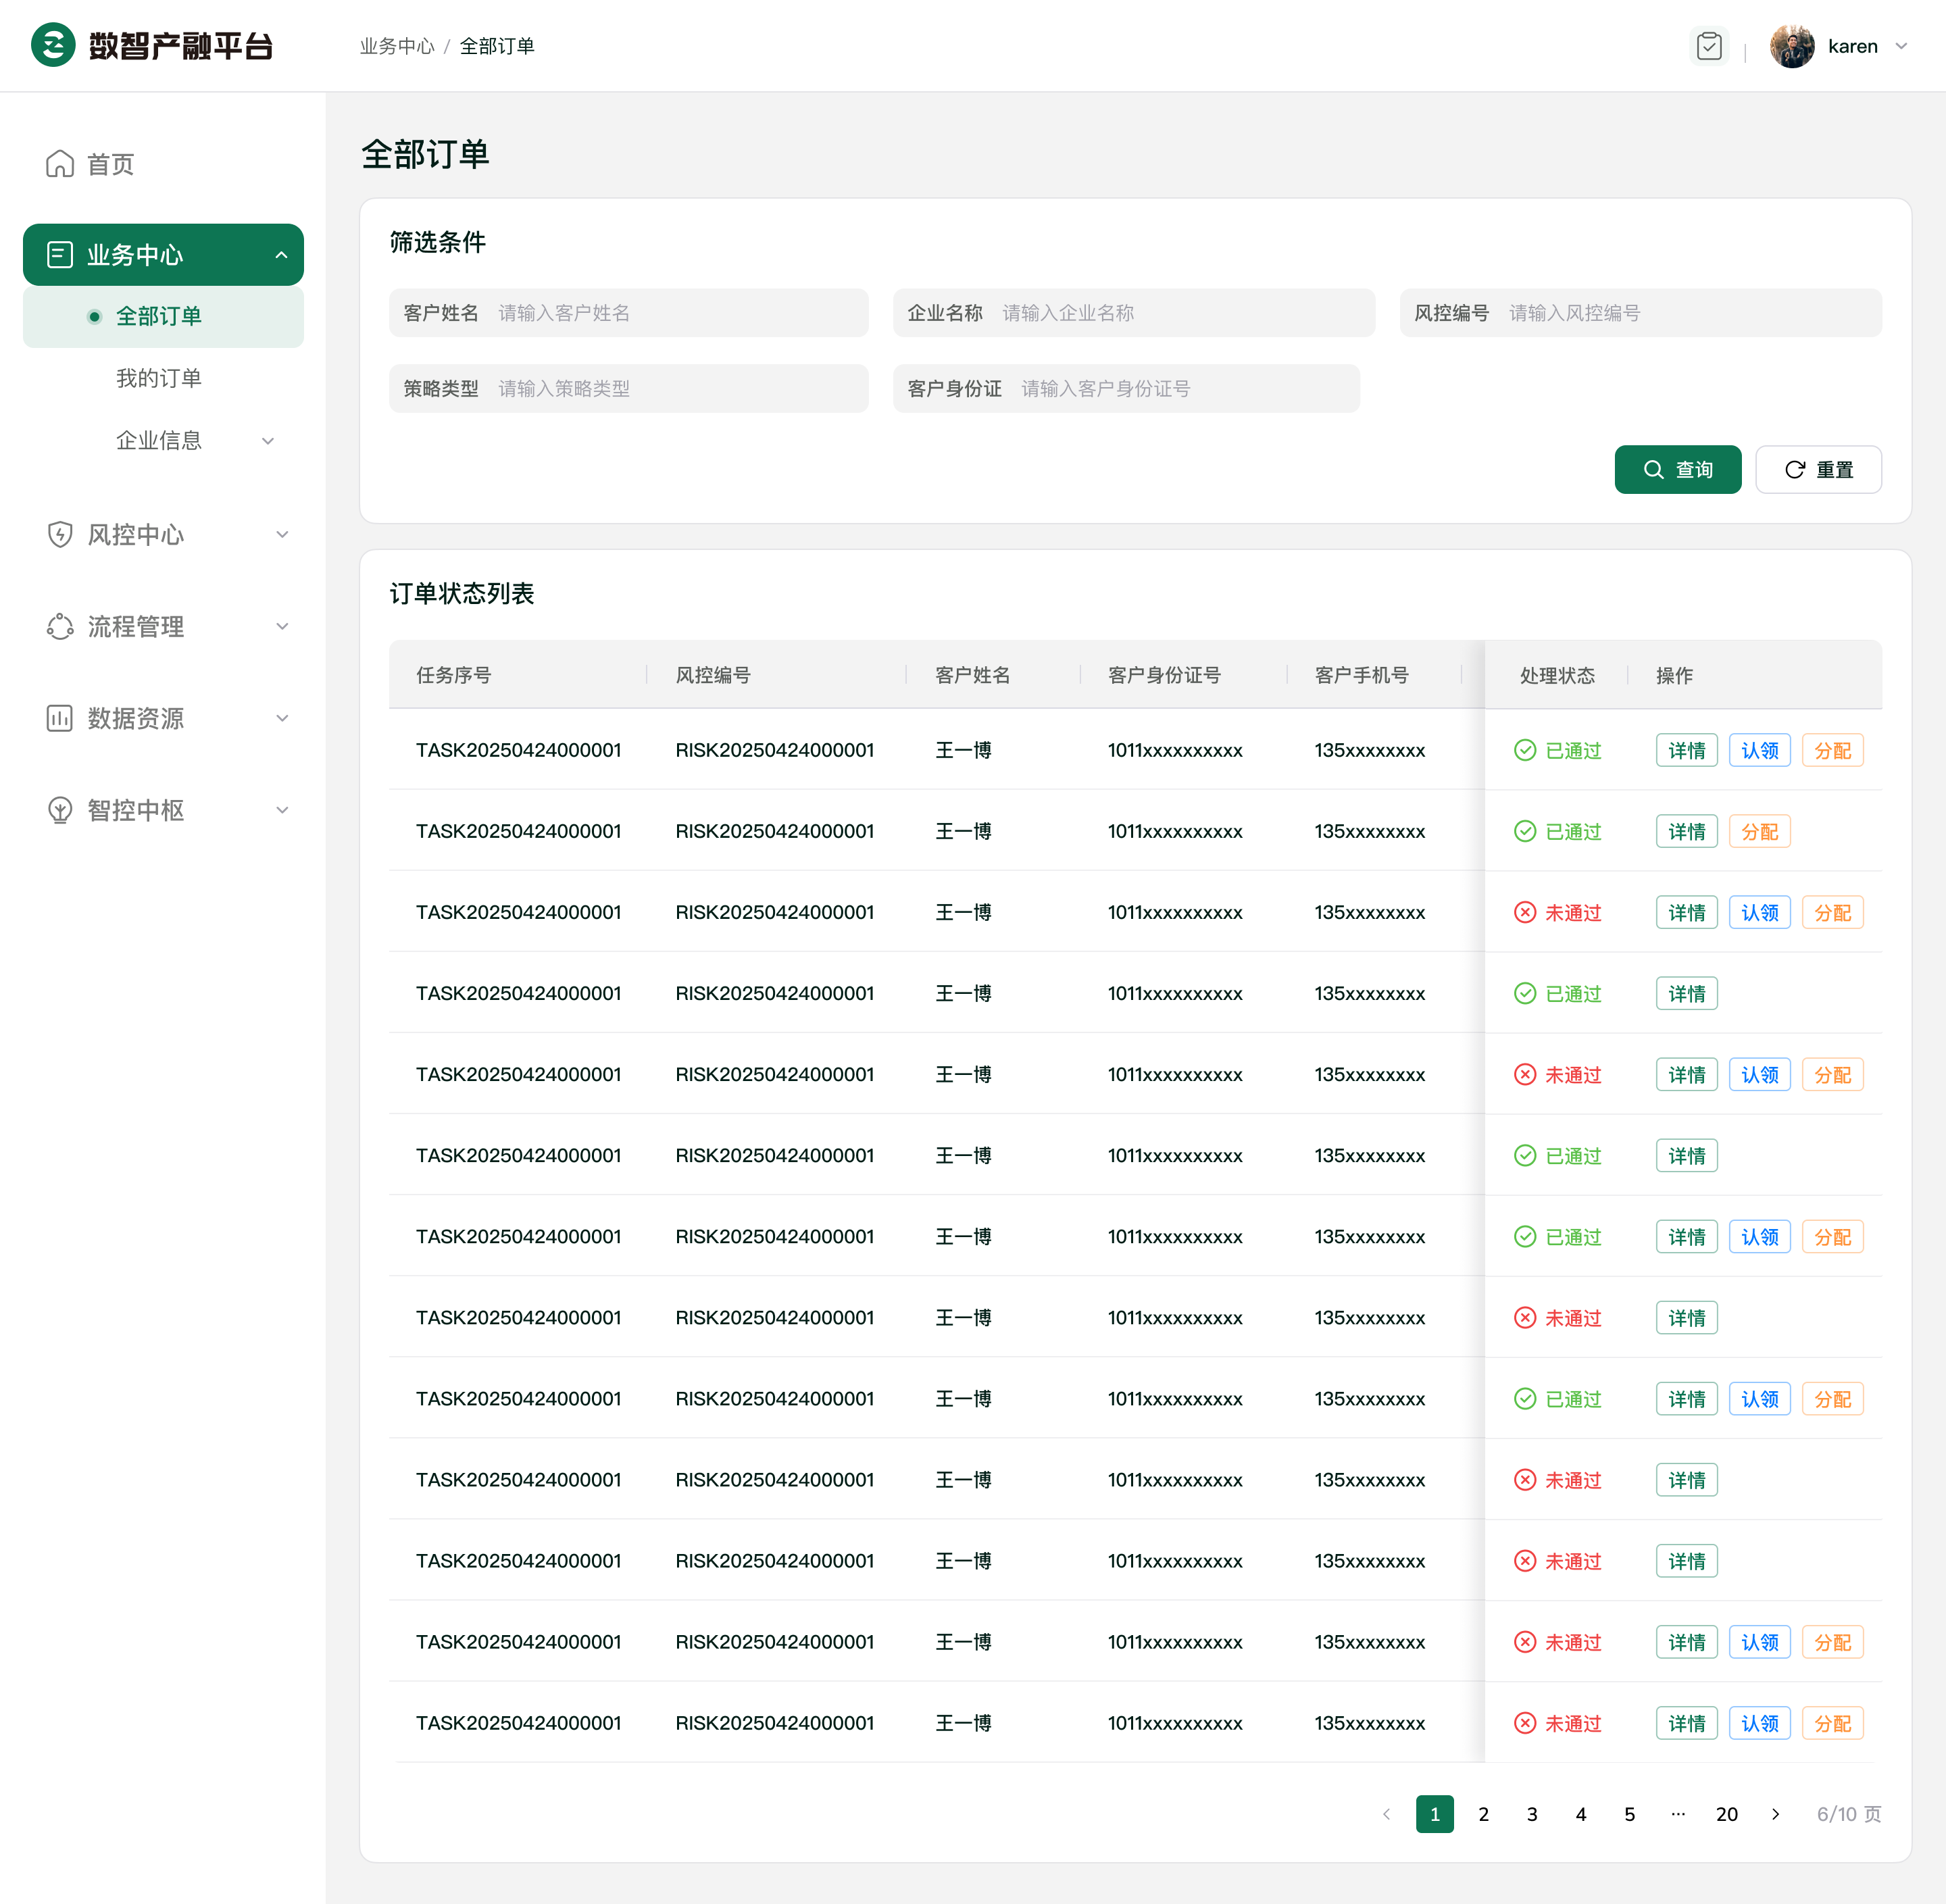 数智产融平台
业务中心 / 全部订单
karen
首页
业务中心
全部订单
我的订单
企业信息
风控中心
流程管理
数据资源
智控中枢
全部订单
筛选条件
客户姓名 请输入客户姓名 企业名称 请输入企业名称 风控编号 请输入风控编号
策略类型 请输入策略类型 客户身份证 请输入客户身份证号
查询 重置
订单状态列表
任务序号 风控编号 客户姓名 客户身份证号 客户手机号 处理状态 操作
TASK20250424000001 RISK20250424000001 王一博 1011xxxxxxxxxx 135xxxxxxxx 已通过 详情 认领 分配
TASK20250424000001 RISK20250424000001 王一博 1011xxxxxxxxxx 135xxxxxxxx 已通过 详情 分配
TASK20250424000001 RISK20250424000001 王一博 1011xxxxxxxxxx 135xxxxxxxx 未通过 详情 认领 分配
TASK20250424000001 RISK20250424000001 王一博 1011xxxxxxxxxx 135xxxxxxxx 已通过 详情
TASK20250424000001 RISK20250424000001 王一博 1011xxxxxxxxxx 135xxxxxxxx 未通过 详情 认领 分配
TASK20250424000001 RISK20250424000001 王一博 1011xxxxxxxxxx 135xxxxxxxx 已通过 详情
TASK20250424000001 RISK20250424000001 王一博 1011xxxxxxxxxx 135xxxxxxxx 已通过 详情 认领 分配
TASK20250424000001 RISK20250424000001 王一博 1011xxxxxxxxxx 135xxxxxxxx 未通过 详情
TASK20250424000001 RISK20250424000001 王一博 1011xxxxxxxxxx 135xxxxxxxx 已通过 详情 认领 分配
TASK20250424000001 RISK20250424000001 王一博 1011xxxxxxxxxx 135xxxxxxxx 未通过 详情
TASK20250424000001 RISK20250424000001 王一博 1011xxxxxxxxxx 135xxxxxxxx 未通过 详情
TASK20250424000001 RISK20250424000001 王一博 1011xxxxxxxxxx 135xxxxxxxx 未通过 详情 认领 分配
TASK20250424000001 RISK20250424000001 王一博 1011xxxxxxxxxx 135xxxxxxxx 未通过 详情 认领 分配
1 2 3 4 5 ··· 20 6/10 页